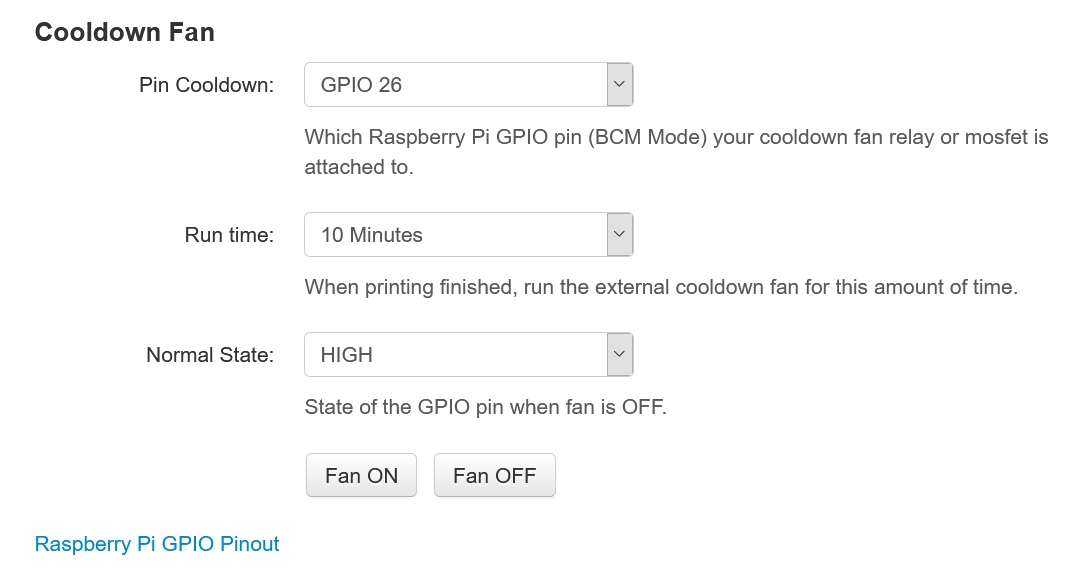 Cooldown Fan
Pin Cooldown: GPIO 26
Which Raspberry Pi GPIO pin (BCM Mode) your cooldown fan relay or mosfet is
attached to.
Run time: 10 Minutes
When printing finished, run the external cooldown fan for this amount of time.
Normal State: HIGH
State of the GPIO pin when fan is OFF.
Fan ON Fan OFF
Raspberry Pi GPIO Pinout